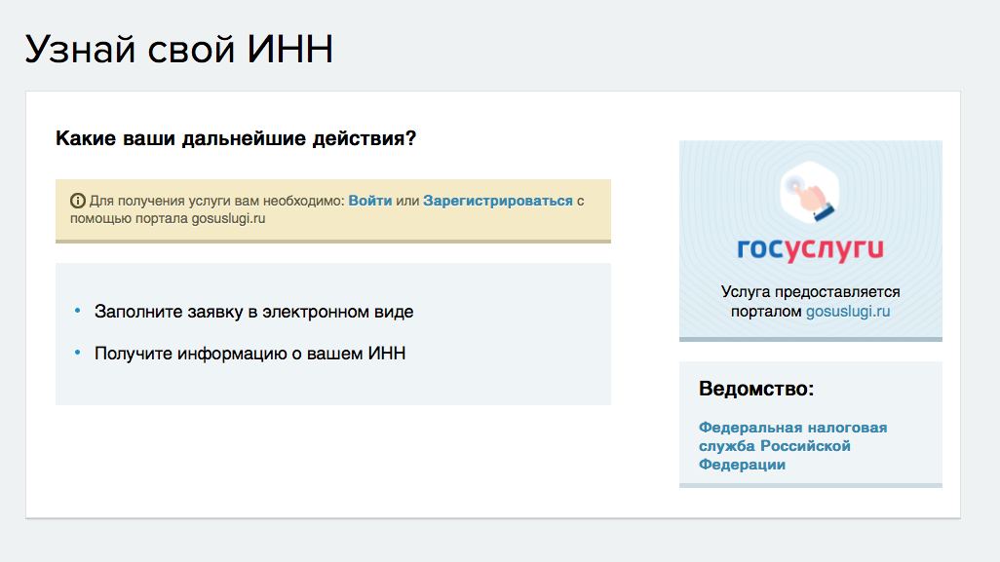 Узнай свой ИНН
Какие ваши дальнейшие действия?
Для получения услуги вам необходимо: Войти или Зарегистрироваться с
помощью портала gosuslugi.ru
Заполните заявку в электронном виде
Получите информацию о вашем ИНН
госуслуги
Услуга предоставляется
порталом gosuslugi.ru
Ведомство:
Федеральная налоговая
служба Российской
Федерации